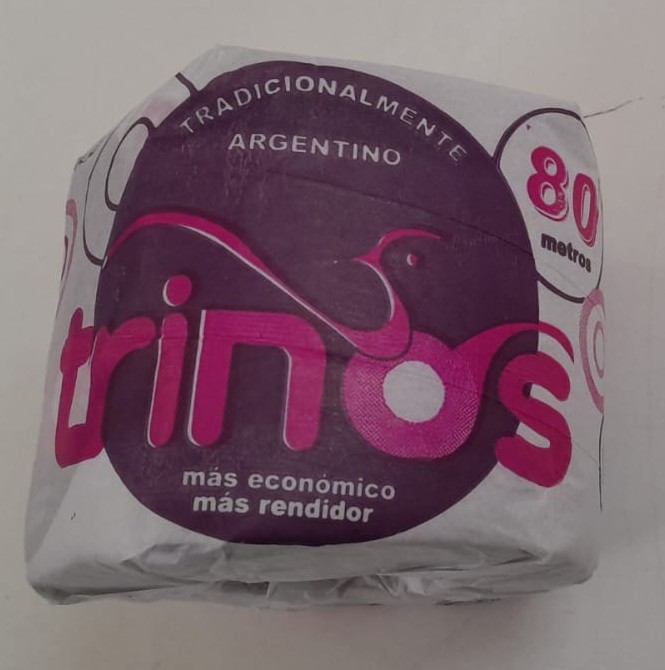 TRADICIONALMENTE
ARGENTINO
80
metros
trinos
más económico
más rendidor